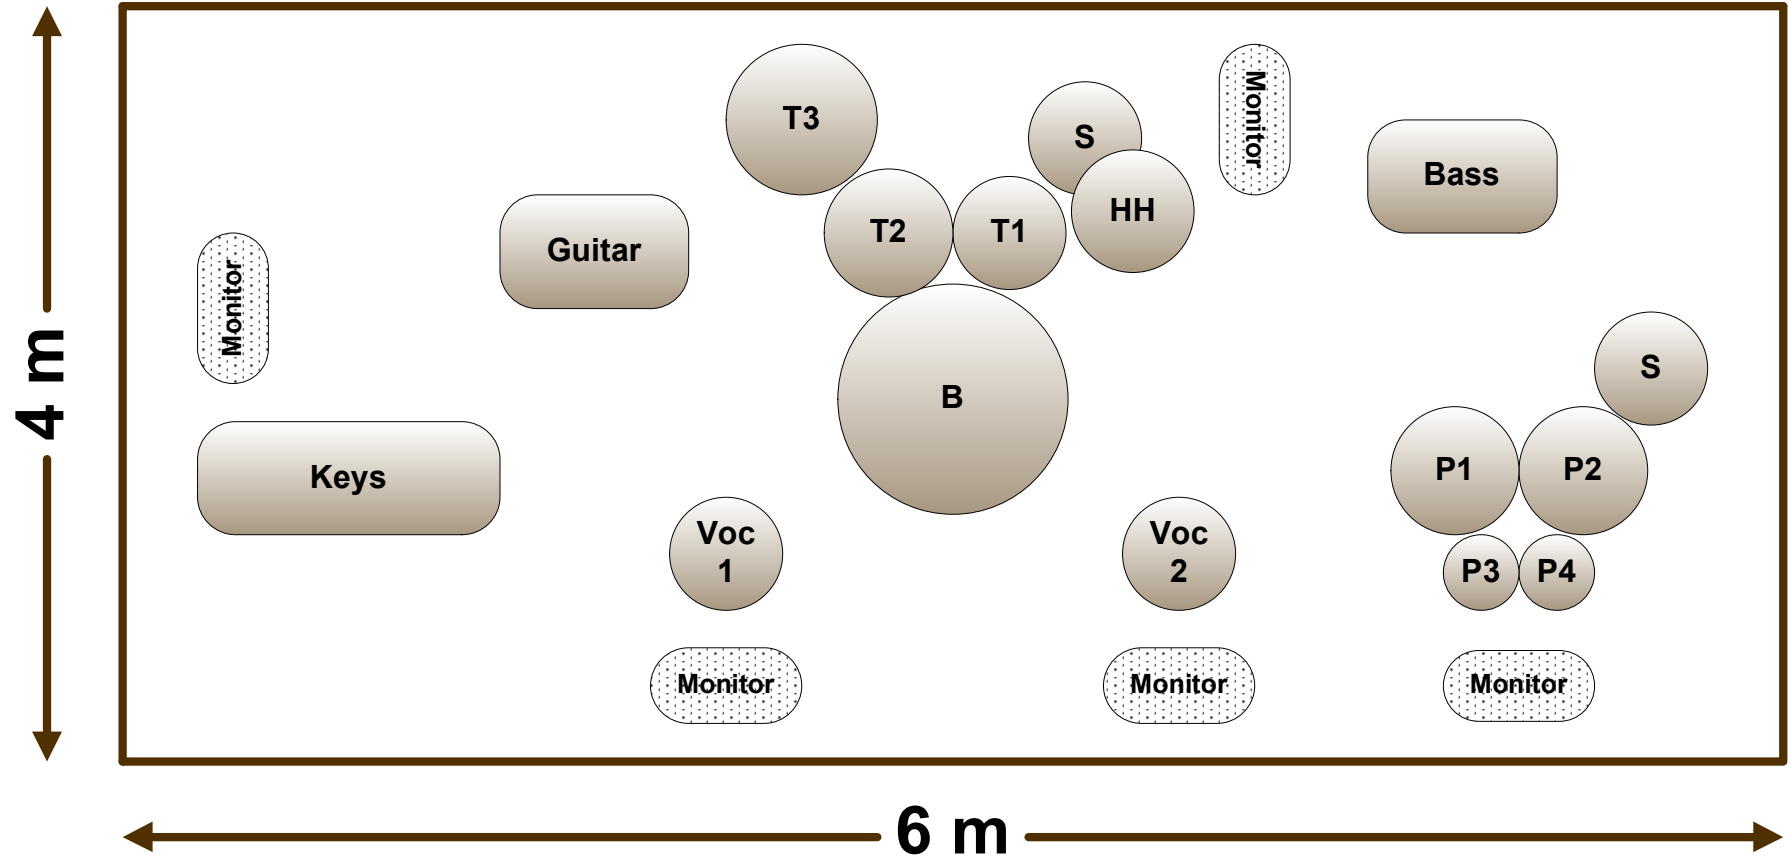 T3
S
Monitor
Bass
HH
T2
T1
Guitar
Monitor
4 m
S
B
Keys
P1
P2
Voc
1
Voc
2
P3
P4
Monitor
Monitor
Monitor
6 m